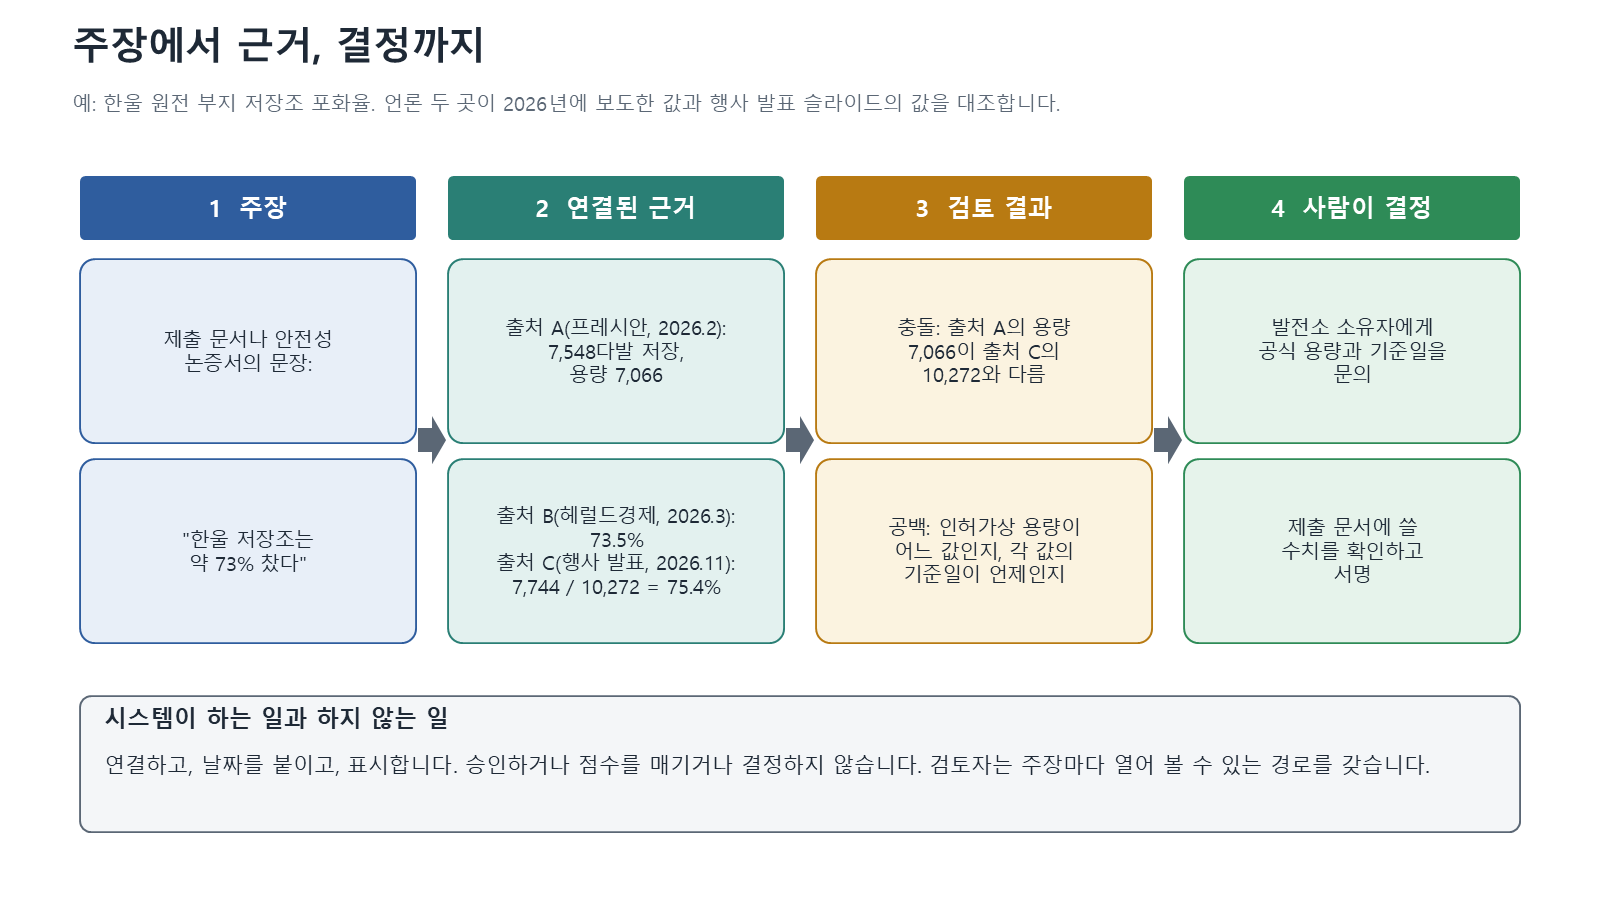 주장에서 근거, 결정까지
예: 한울 원전 부지 저장조 포화율. 언론 두 곳이 2026년에 보도한 값과 행사 발표 슬라이드의 값을 대조합니다.
1 주장
2 연결된 근거
3 검토 결과
4 사람이 결정
제출 문서나 안전성
논증서의 문장:
출처 A(프레시안, 2026.2):
7,548다발 저장,
용량 7,066
충돌: 출처 A의 용량
7,066이 출처 C의
10,272와 다름
발전소 소유자에게
공식 용량과 기준일을
문의
"한울 저장조는
약 73% 찼다"
출처 B(헤럴드경제, 2026.3):
73.5%
출처 C(행사 발표, 2026.11):
7,744 / 10,272 = 75.4%
공백: 인허가상 용량이
어느 값인지, 각 값의
기준일이 언제인지
제출 문서에 쓸
수치를 확인하고
서명
시스템이 하는 일과 하지 않는 일
연결하고, 날짜를 붙이고, 표시합니다. 승인하거나 점수를 매기거나 결정하지 않습니다. 검토자는 주장마다 열어 볼 수 있는 경로를 갖습니다.